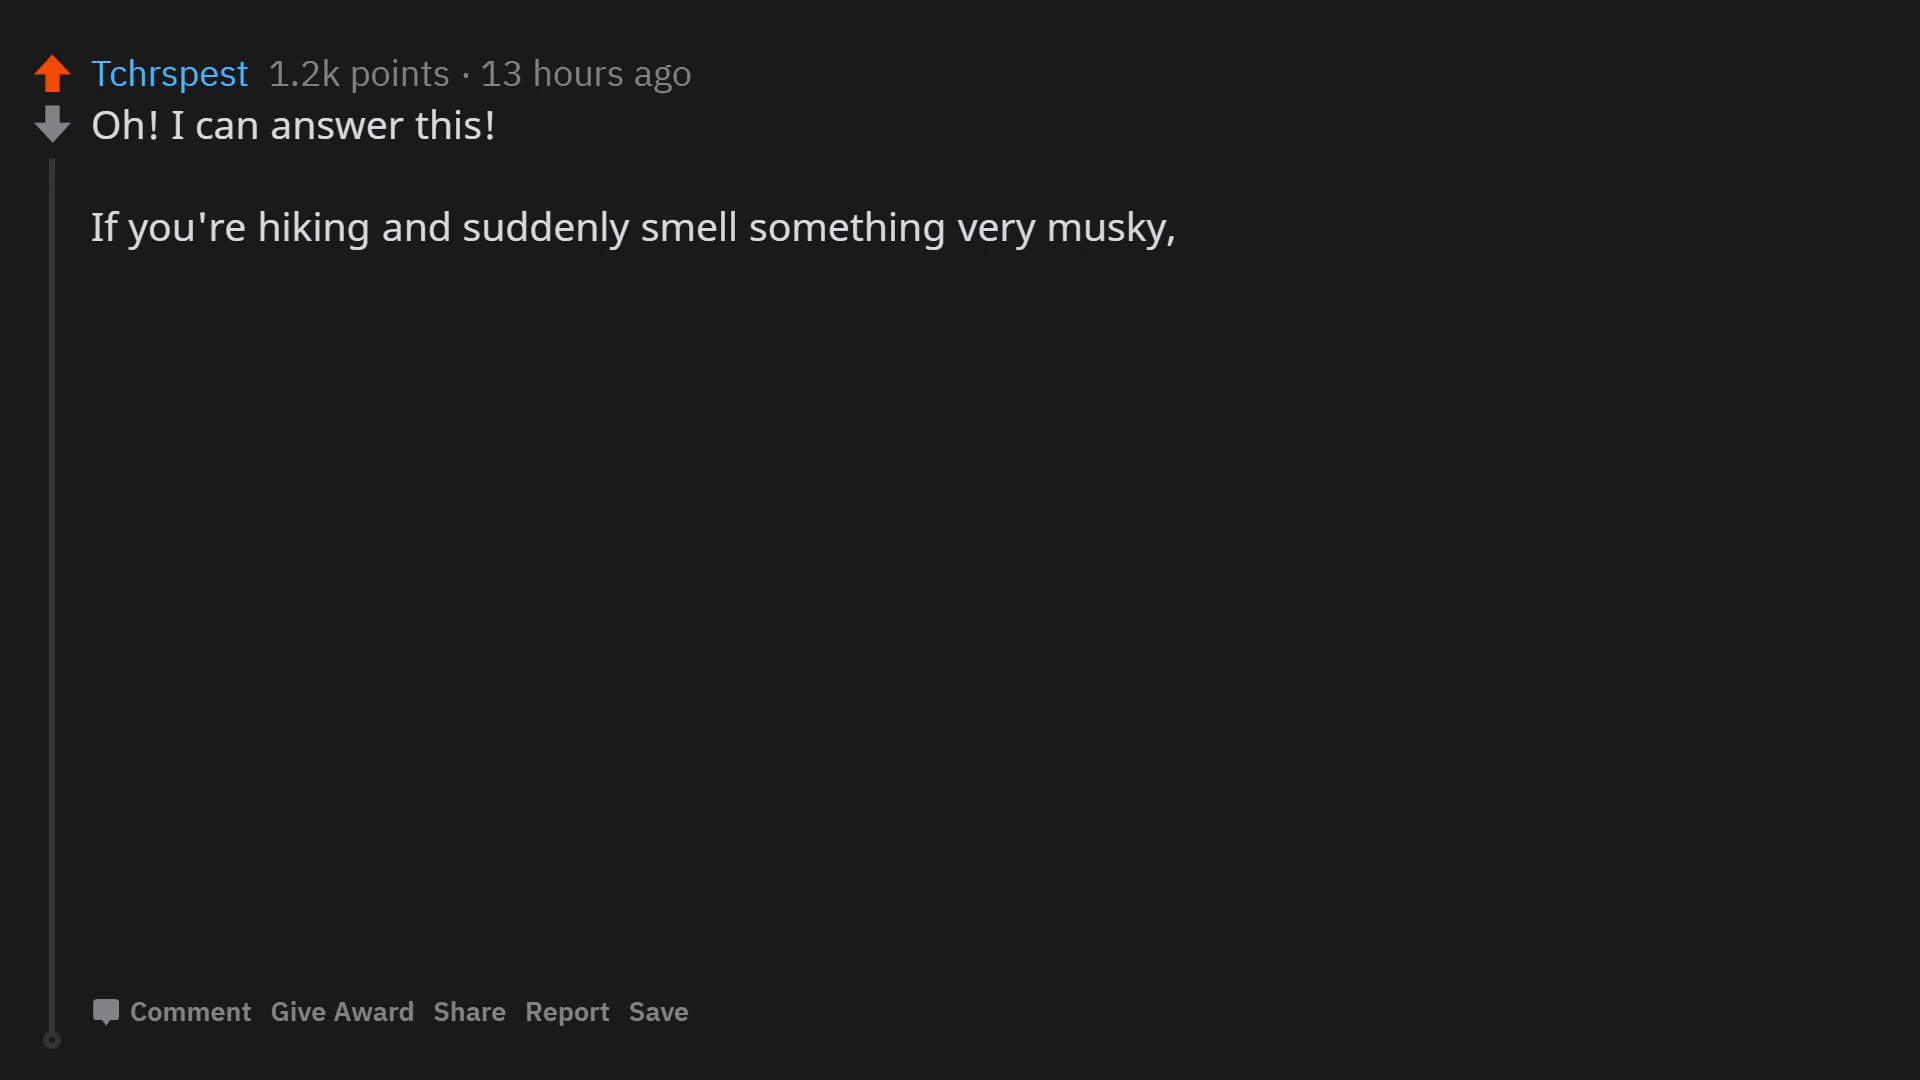 Tchrspest 1.2k points · 13 hours ago
Oh! I can answer this!
If you're hiking and suddenly smell something very musky,
Comment Give Award Share Report Save